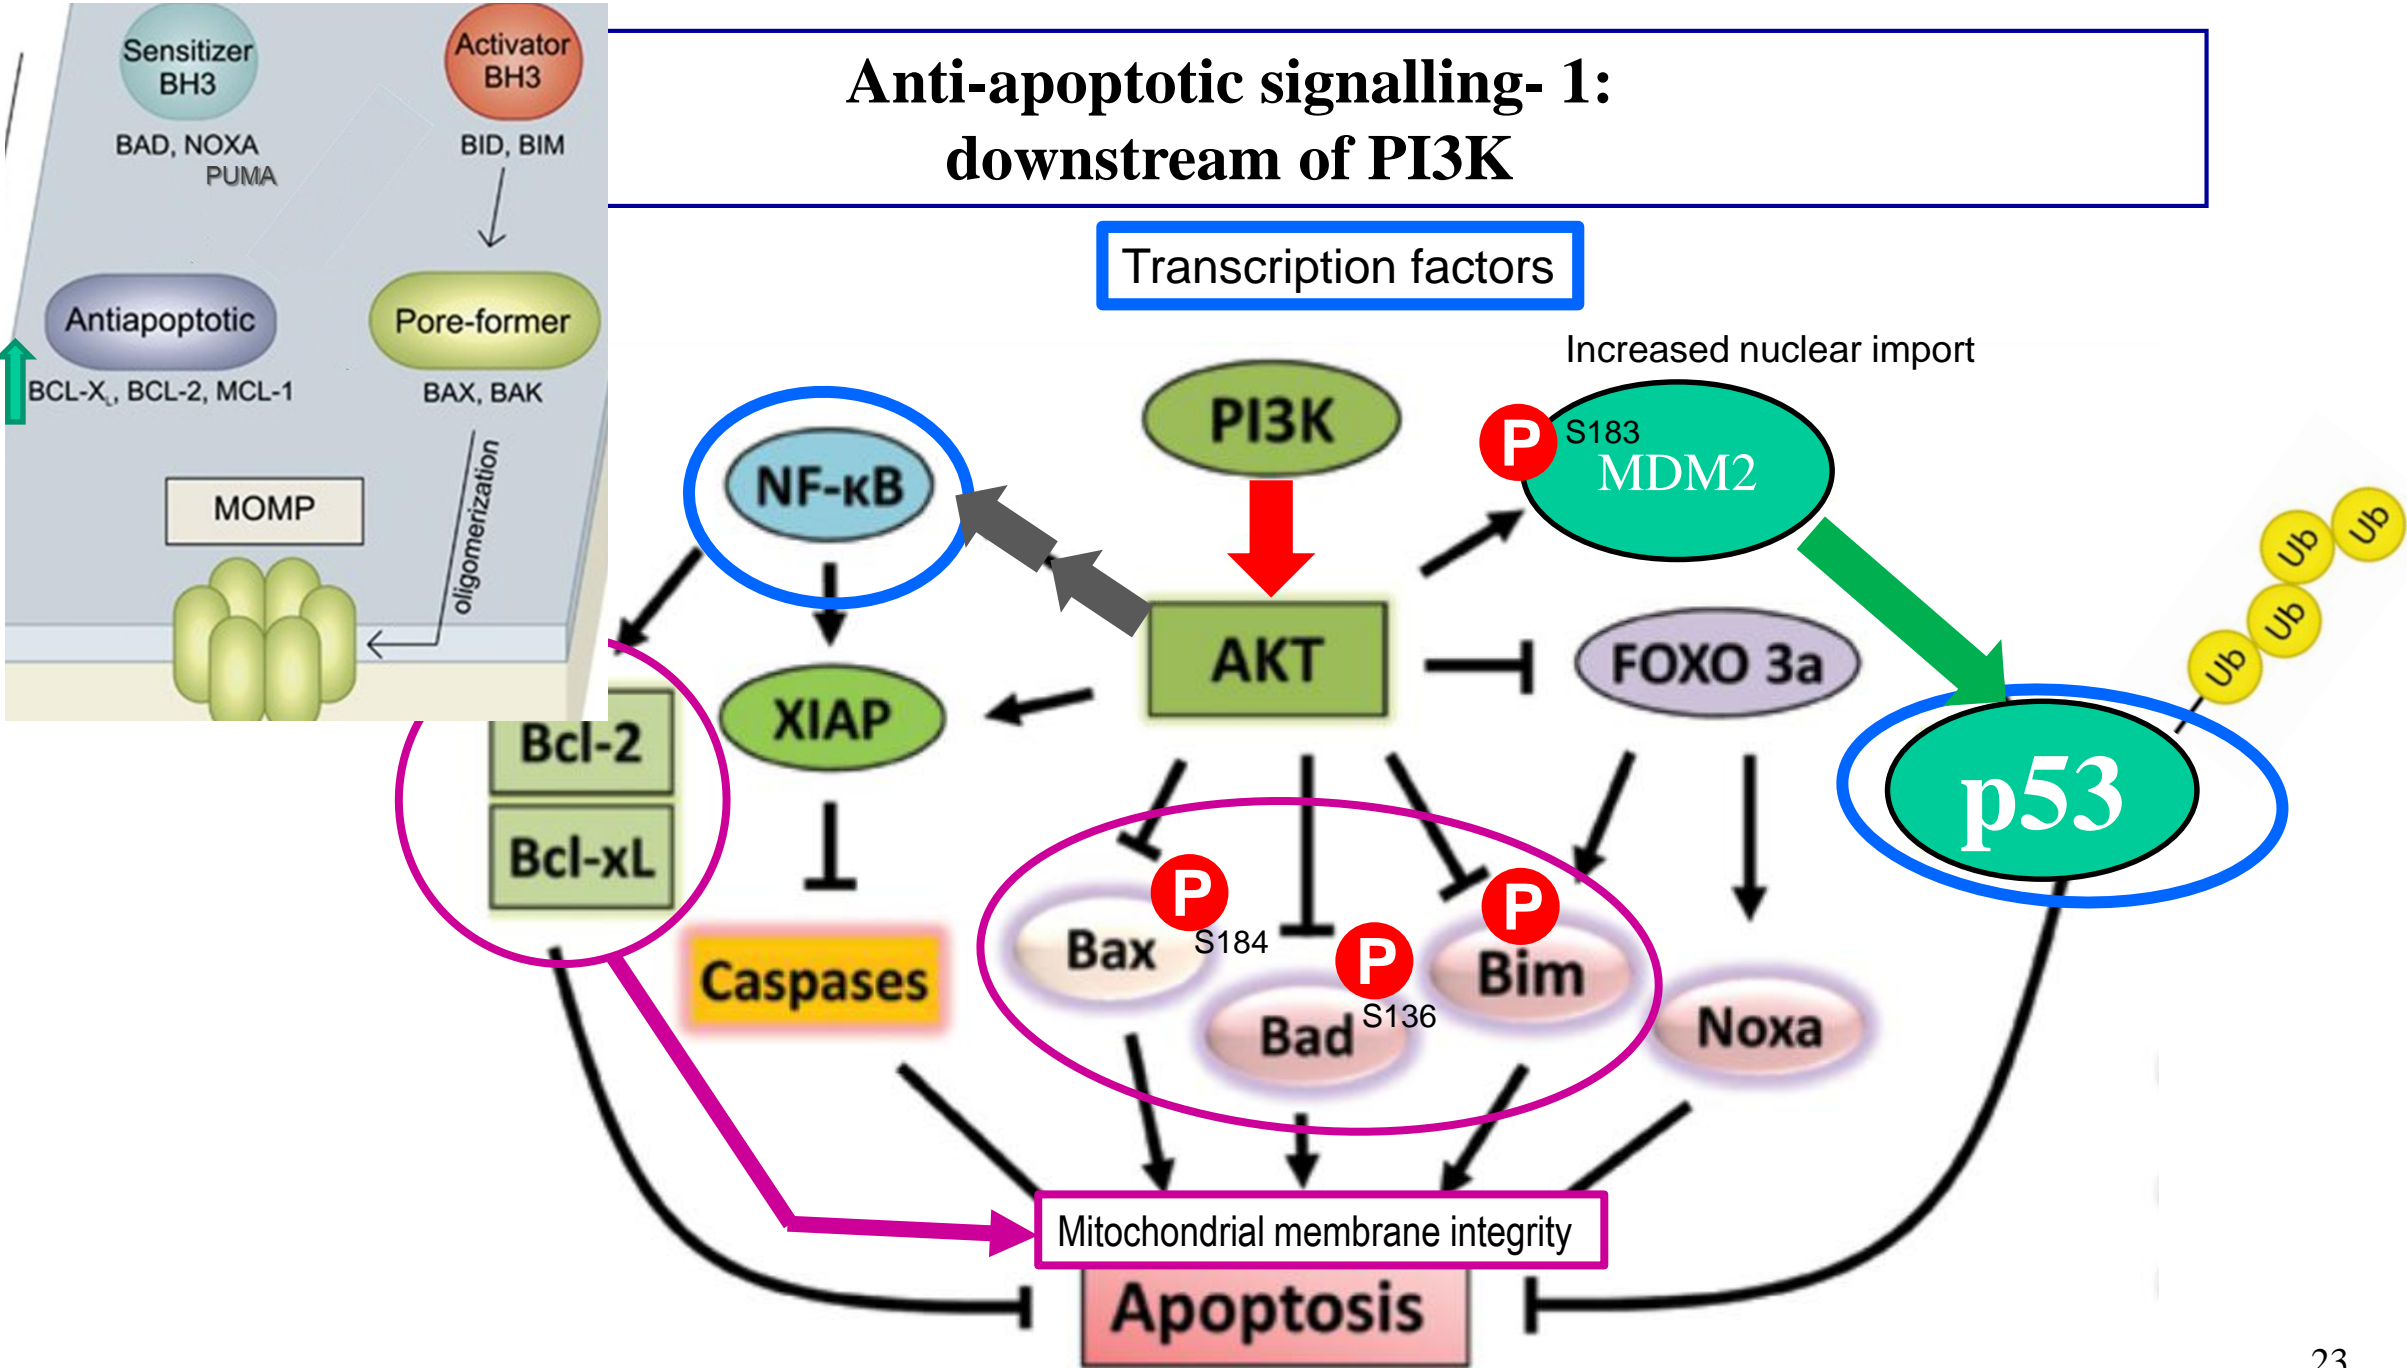 Anti-apoptotic signalling- 1:
downstream of PI3K
Sensitizer
BH3
BAD, NOXA
PUMA
Activator
BH3
BID, BIM
Antiapoptotic
BCL-XL, BCL-2, MCL-1
Pore-former
BAX, BAK
MOMP
oligomerization
Transcription factors
Increased nuclear import
NF-κB
PI3K
P
S183
MDM2
Ub
Ub
Ub
Ub
AKT
FOXO 3a
XIAP
Bcl-2
Bcl-xL
p53
Caspases
Bax
P
S184
Bad
P
S136
P
Bim
Noxa
Mitochondrial membrane integrity
Apoptosis
23